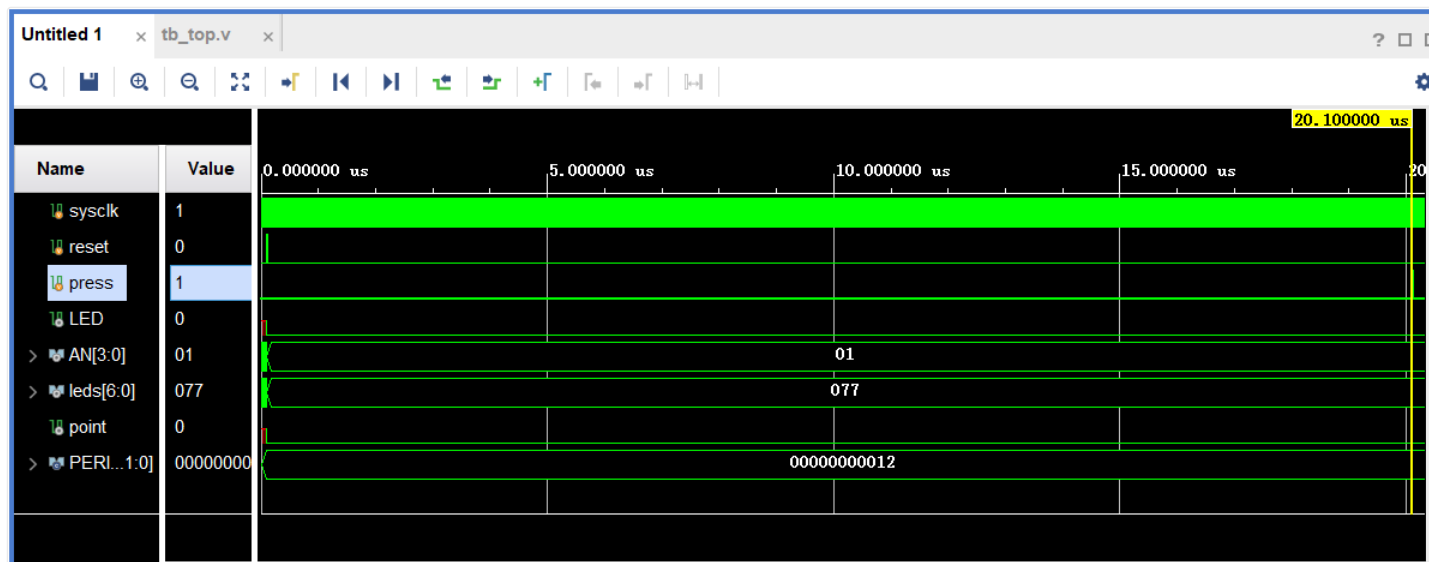 Untitled 1 × tb_top.v ×
?
20.100000 us
Name Value 0.000000 us 5.000000 us 10.000000 us 15.000000 us 20
sysclk 1
reset 0
press 1
LED 0
> AN[3:0] 01 01
> leds[6:0] 077 077
point 0
> PERI...1:0] 00000000 00000000012